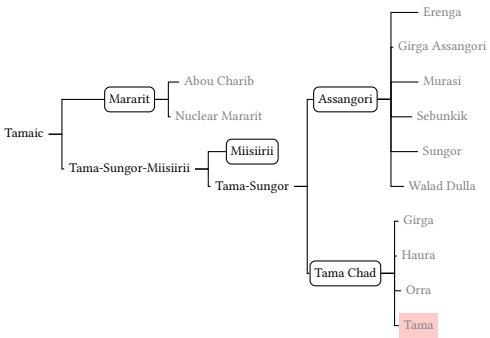 Erenga
Girga Assangori
Abou Charib
Murasi
Mararit
Assangori
Nuclear Mararit
Sebunkik
Tamaic
Miisiirii
Sungor
Tama-Sungor-Miisiirii
Tama-Sungor
Walad Dulla
Girga
Haura
Tama Chad
Orra
Tama